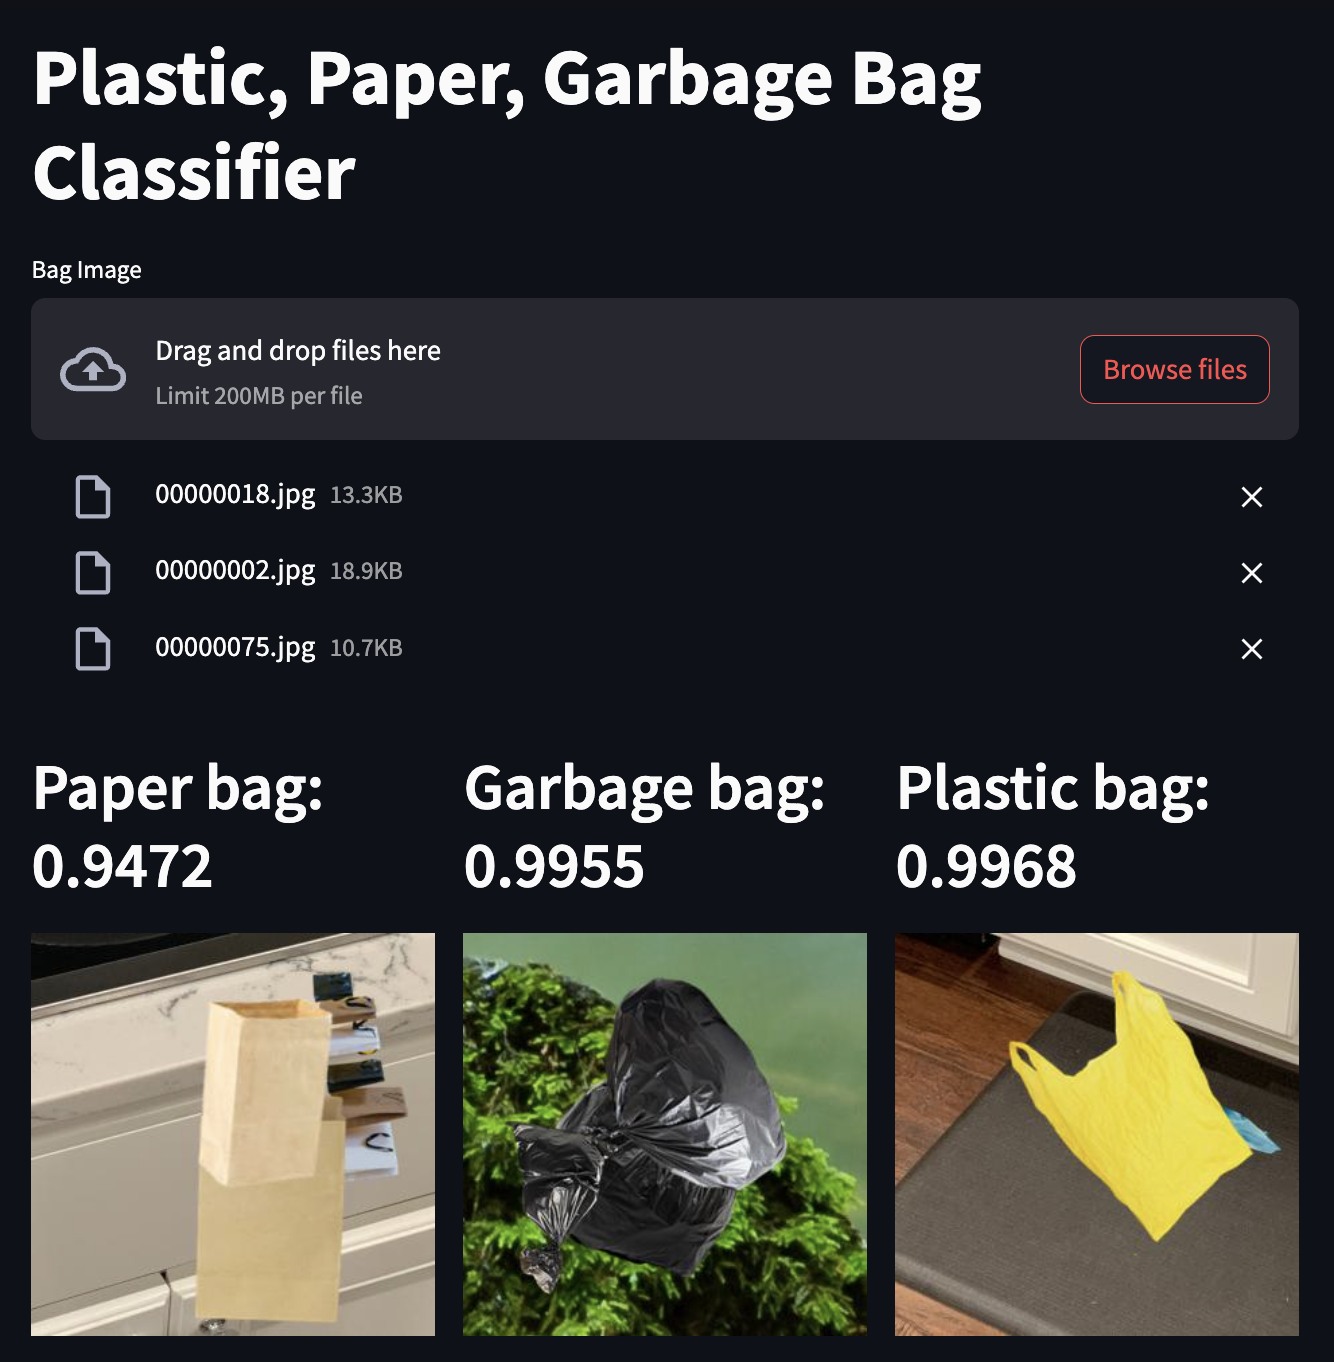 Plastic, Paper, Garbage Bag
Classifier
Bag Image
Drag and drop files here
Limit 200MB per file
Browse files
00000018.jpg 13.3KB
00000002.jpg 18.9KB
00000075.jpg 10.7KB
Paper bag:
0.9472
Garbage bag:
0.9955
Plastic bag:
0.9968